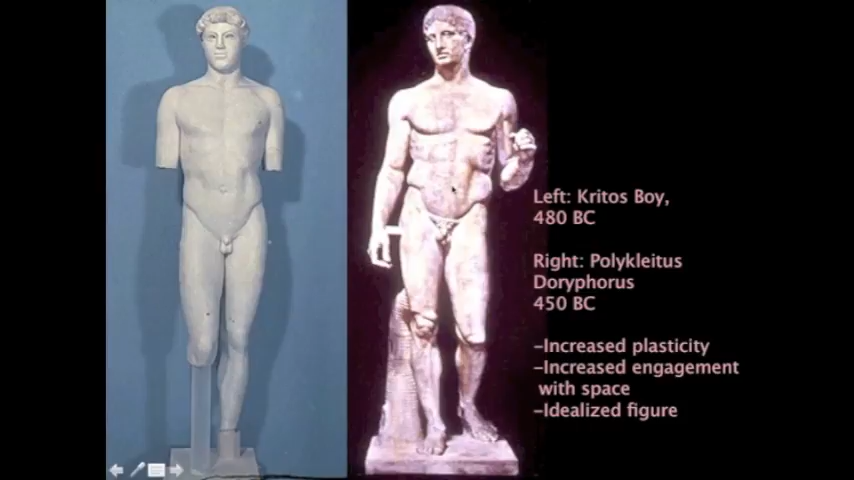 Left: Kritos Boy,
480 BC
Right: Polykleitus
Doryphorus
450 BC
-Increased plasticity
-Increased engagement
with space
-Idealized figure